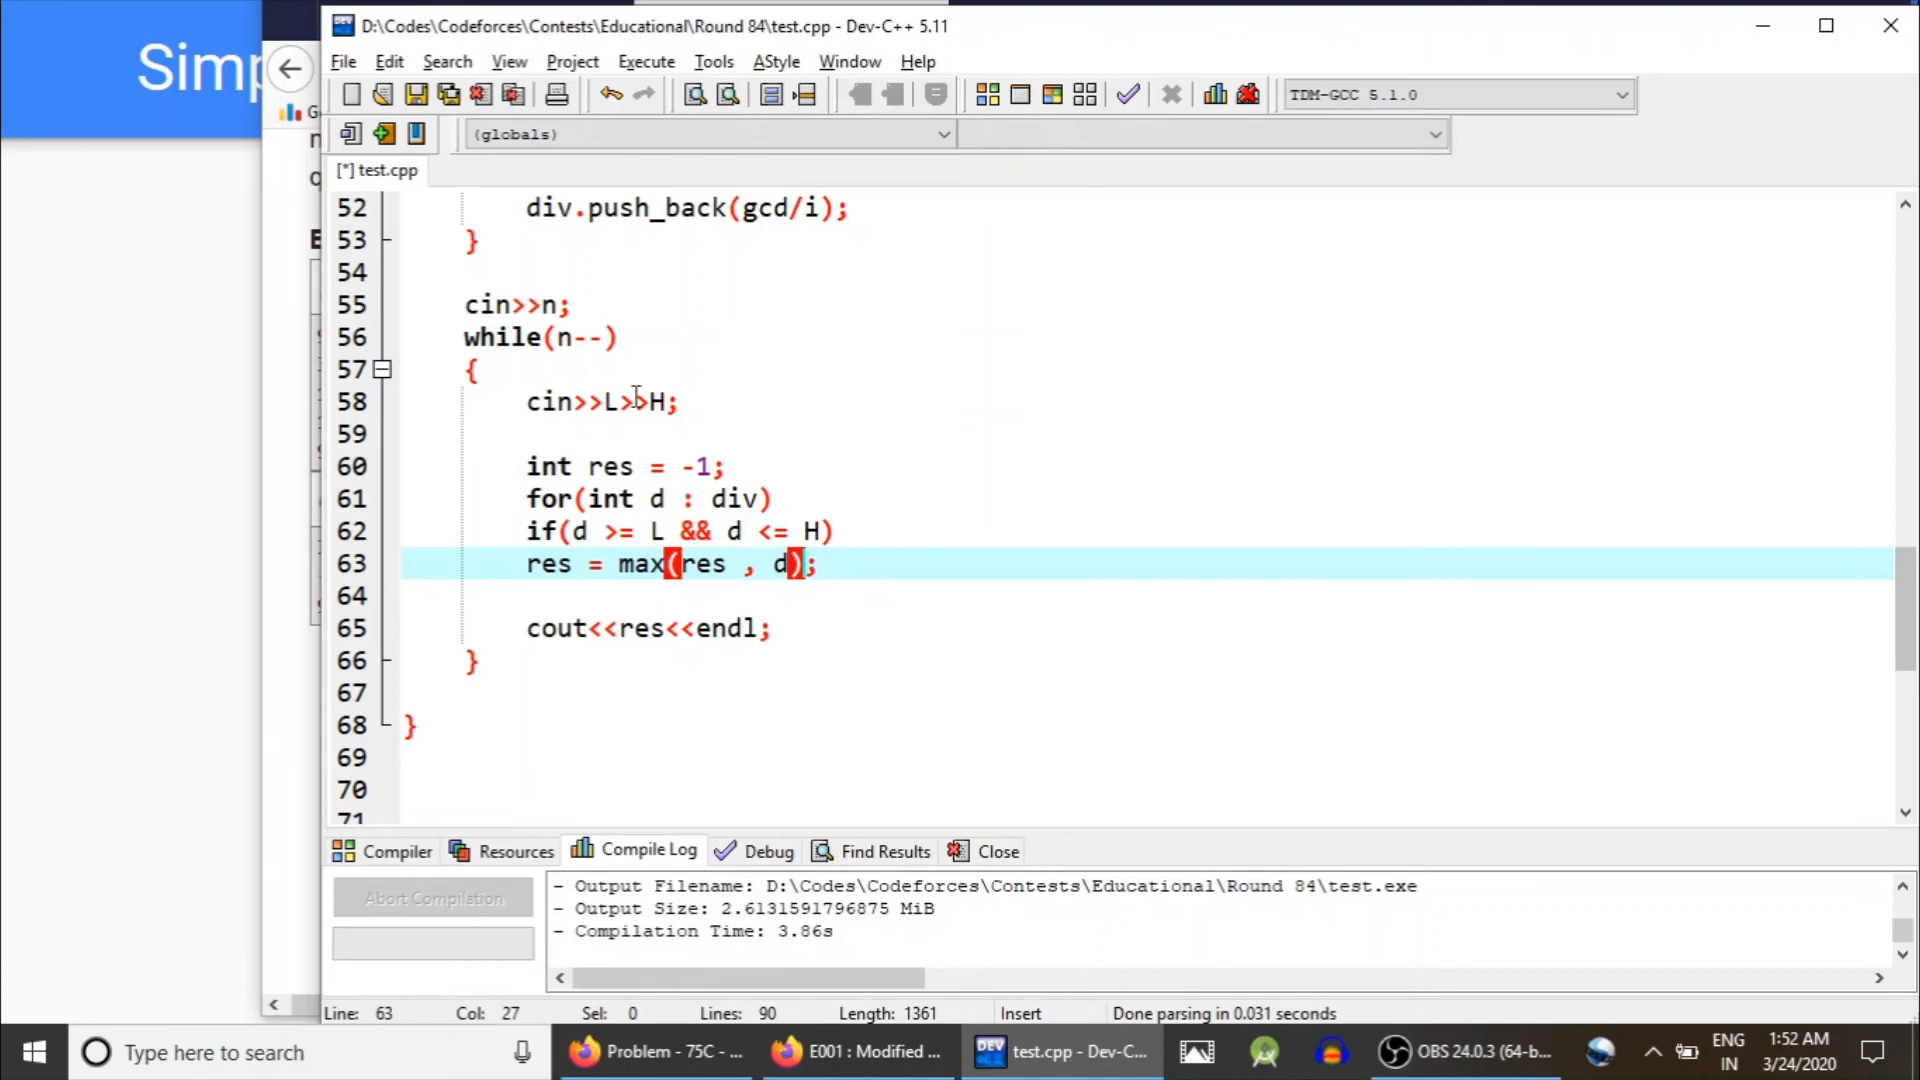 Simp
D:\Codes\Codeforces\Contests\Educational\Round 84\test.cpp - Dev-C++ 5.11
File Edit Search View Project Execute Tools AStyle Window Help
TDM-GCC 5.1.0
(globals)
[*] test.cpp
52 div.push_back(gcd/i);
53 }
54
55 cin>>n;
56 while(n--)
57 {
58 cin>>L>>H;
59
60 int res = -1;
61 for(int d : div)
62 if(d >= L && d <= H)
63 res = max(res , d);
64
65 cout<<res<<endl;
66 }
67
68 }
69
70
71
Compiler Resources Compile Log Debug Find Results Close
Abort Compilation
- Output Filename: D:\Codes\Codeforces\Contests\Educational\Round 84\test.exe
- Output Size: 2.6131591796875 MiB
- Compilation Time: 3.86s
Line: 63 Col: 27 Sel: 0 Lines: 90 Length: 1361 Insert Done parsing in 0.031 seconds
Type here to search
Problem - 75C - ...
E001 : Modified ...
DEV test.cpp - Dev-C...
OBS 24.0.3 (64-b...
ENG IN
1:52 AM
3/24/2020